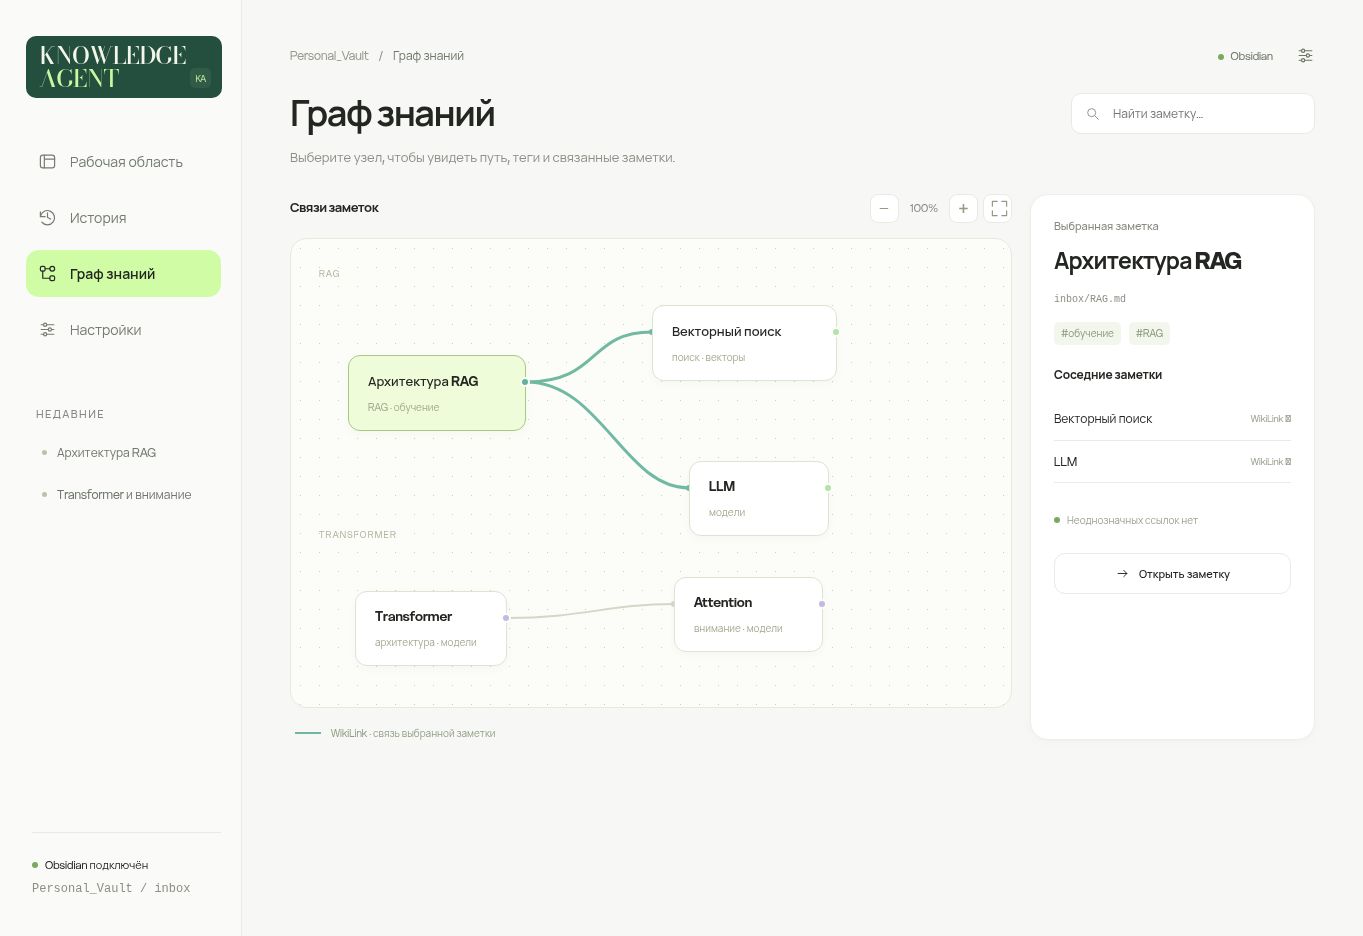 KNOWLEDGE
AGENT
KA
Рабочая область
История
Граф знаний
Настройки
НЕДАВНИЕ
Архитектура RAG
Transformer и внимание
Obsidian подключён
Personal_Vault / inbox
Personal_Vault / Граф знаний
Obsidian
Граф знаний
Найти заметку...
Выберите узел, чтобы увидеть путь, теги и связанные заметки.
Связи заметок
− 100% +
RAG
Архитектура RAG
RAG · обучение
Векторный поиск
поиск · векторы
LLM
модели
TRANSFORMER
Transformer
архитектура · модели
Attention
внимание · модели
WikiLink · связь выбранной заметки
Выбранная заметка
Архитектура RAG
inbox/RAG.md
#обучение #RAG
Соседние заметки
Векторный поиск WikiLink
LLM WikiLink
Неоднозначных ссылок нет
→ Открыть заметку